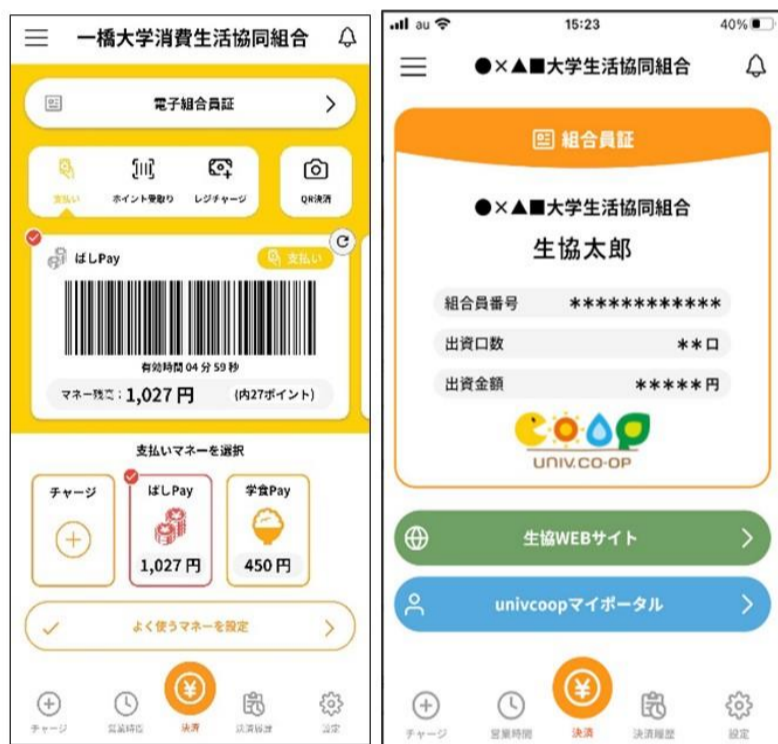 一橋大学消費生活協同組合
電子組合員証
支払い
ポイント受取り
レジチャージ
QR決済
ばしPay
支払い
有効時間 04 分 59 秒
マネー残高：1,027 円 (内27ポイント)
支払いマネーを選択
チャージ
ばしPay
1,027 円
学食Pay
450 円
よく使うマネーを設定
チャージ
営業時間
決済
決済履歴
設定
au
15:23
40%
●×▲■大学生活協同組合
組合員証
●×▲■大学生活協同組合
生協太郎
組合員番号 ************
出資口数 **口
出資金額 *****円
UNIV.CO-OP
生協WEBサイト
univcoopマイポータル
チャージ
営業時間
決済
決済履歴
設定